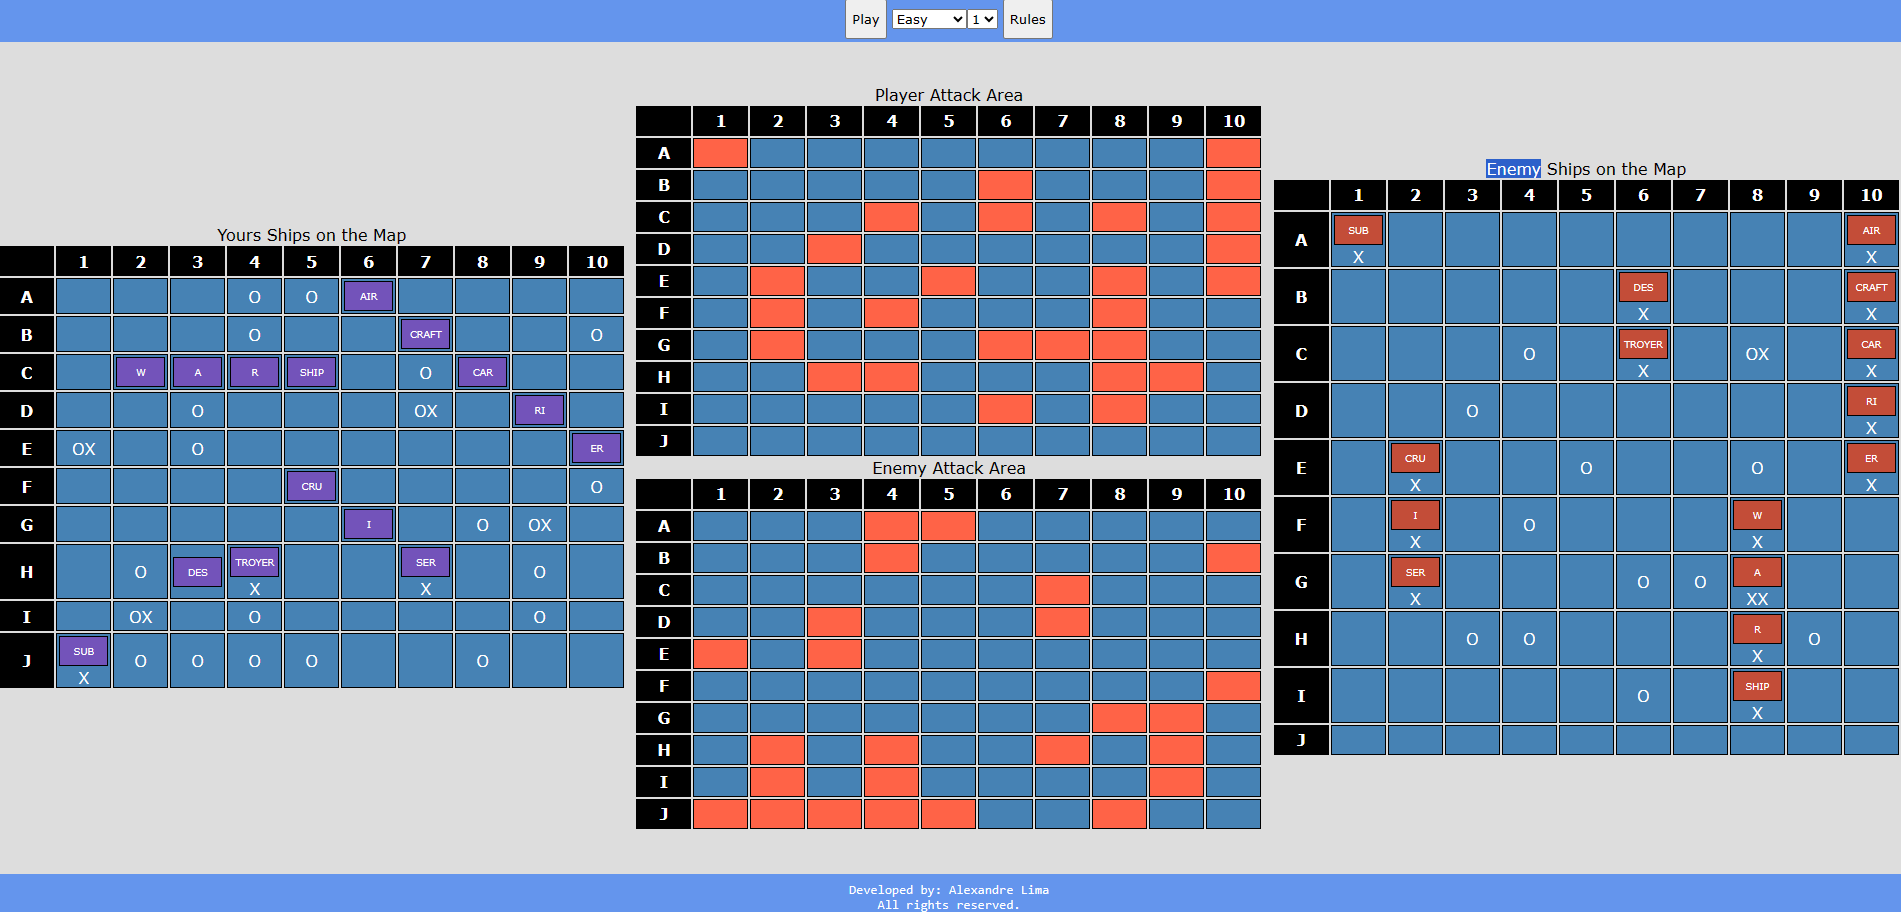 Play Easy 1 Rules
Yours Ships on the Map
1 2 3 4 5 6 7 8 9 10
A O O AIR
B O CRAFT O
C W A R SHIP O CAR
D O OX RI
E OX O ER
F CRU O
G I O OX
H O DES TROYER X SER X O
I OX O O
J SUB X O O O O O
Player Attack Area
1 2 3 4 5 6 7 8 9 10
A
B
C
D
E
F
G
H
I
J
Enemy Attack Area
1 2 3 4 5 6 7 8 9 10
A
B
C
D
E
F
G
H
I
J
Enemy Ships on the Map
1 2 3 4 5 6 7 8 9 10
A SUB X AIR X
B DES X CRAFT X
C O TROYER X OX CAR X
D O RI X
E CRU X O O ER X
F I X O W X
G SER X O O A XX
H O O R X O
I O SHIP X
J
Developed by: Alexandre Lima
All rights reserved.